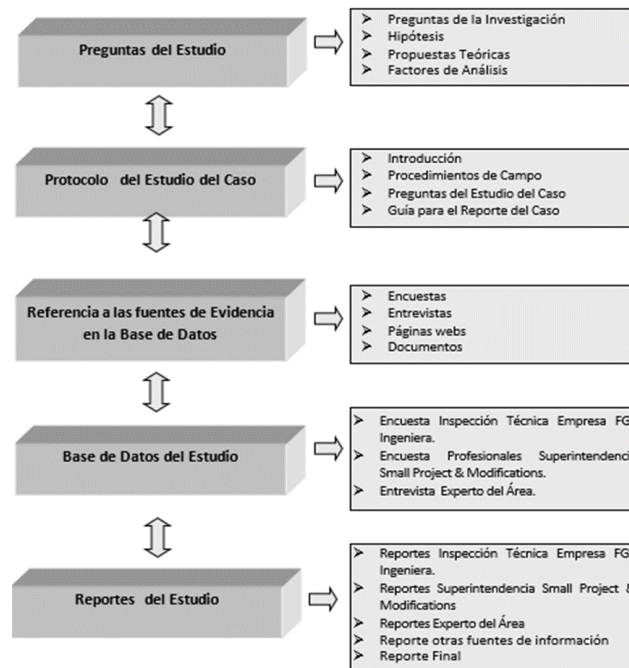 Preguntas del Estudio
➤ Preguntas de la Investigación
➤ Hipótesis
➤ Propuestas Teóricas
➤ Factores de Análisis
Protocolo del Estudio del Caso
➤ Introducción
➤ Procedimientos de Campo
➤ Preguntas del Estudio del Caso
➤ Guía para el Reporte del Caso
Referencia a las fuentes de Evidencia
en la Base de Datos
➤ Encuestas
➤ Entrevistas
➤ Páginas webs
➤ Documentos
Base de Datos del Estudio
➤ Encuesta Inspección Técnica Empresa
Ingeniera.
➤ Encuesta Profesionales
Small Project & Modifications.
➤ Entrevista Experto del Área.
Reportes del Estudio
➤ Reportes Inspección Técnica Empresa
Ingeniera.
➤ Reportes Superintendencia Small Project
Modifications
➤ Reportes Experto del Área
➤ Reporte otras fuentes de información
➤ Reporte Final